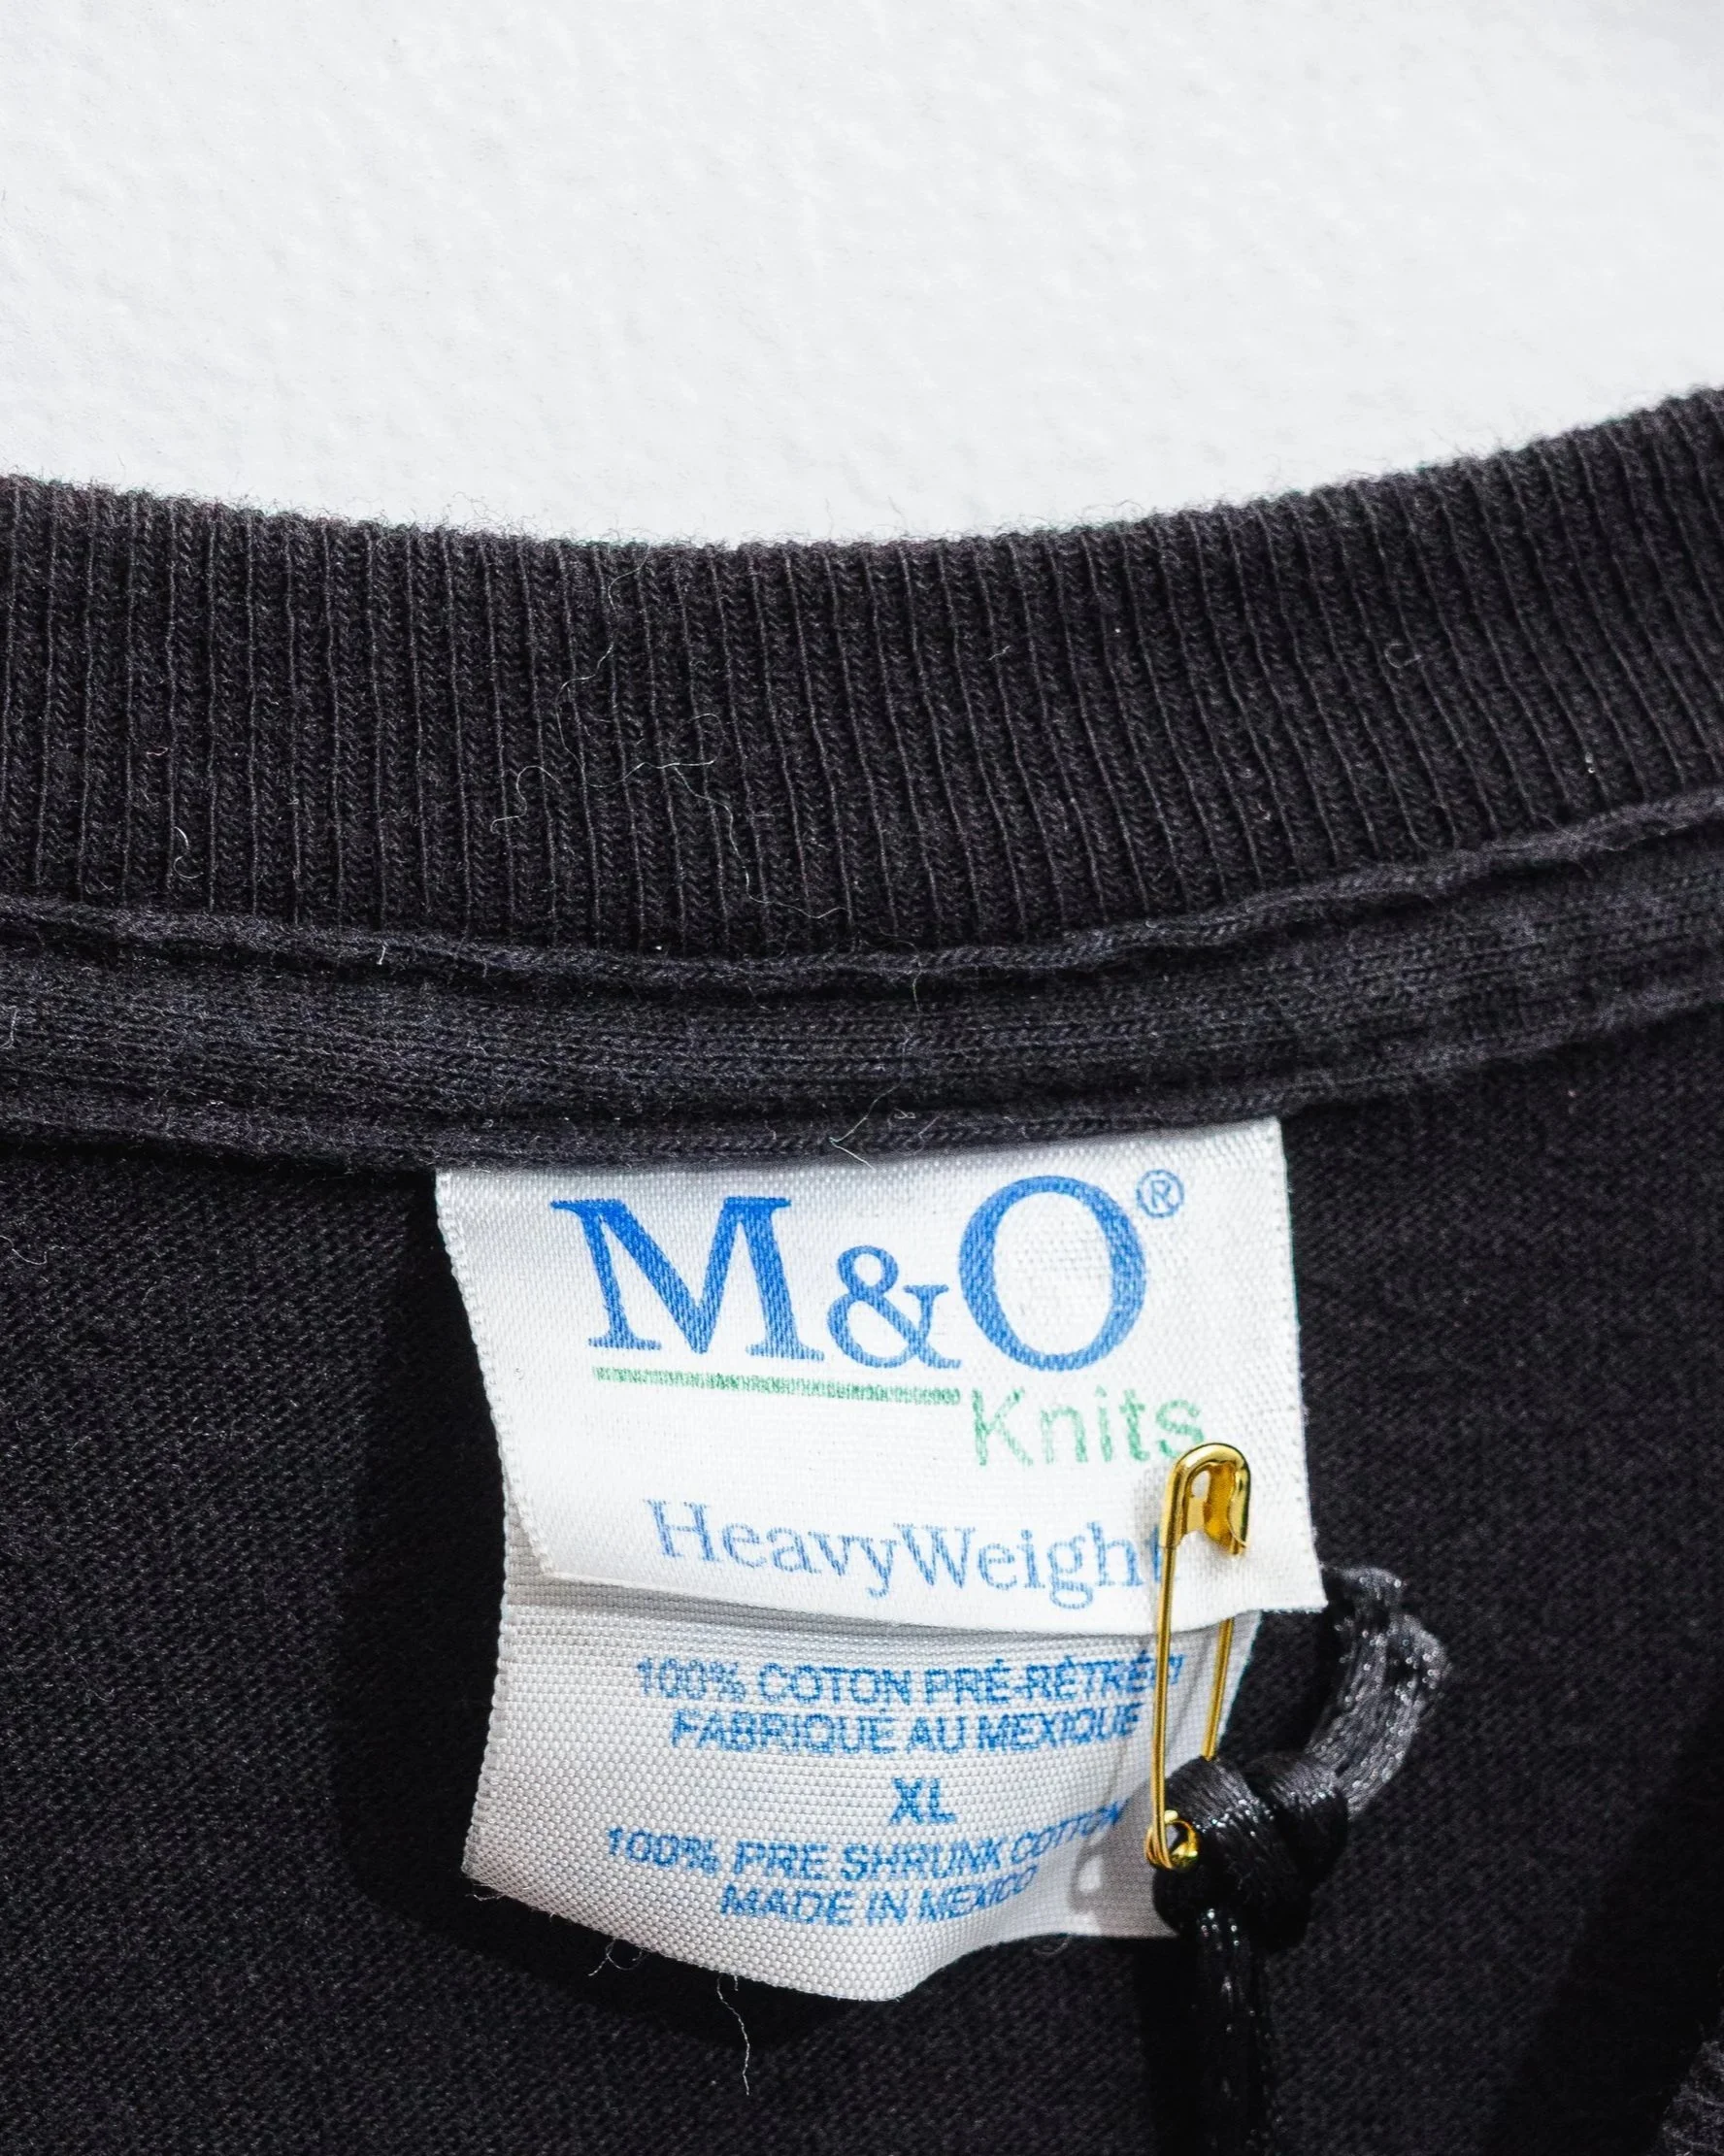 M&O®
Knits
HeavyWeight
100% COTON PRÉ-RÉTRÉCI
FABRIQUÉ AU MEXIQUE
XL
100% PRE SHRUNK COTTON
MADE IN MEXICO